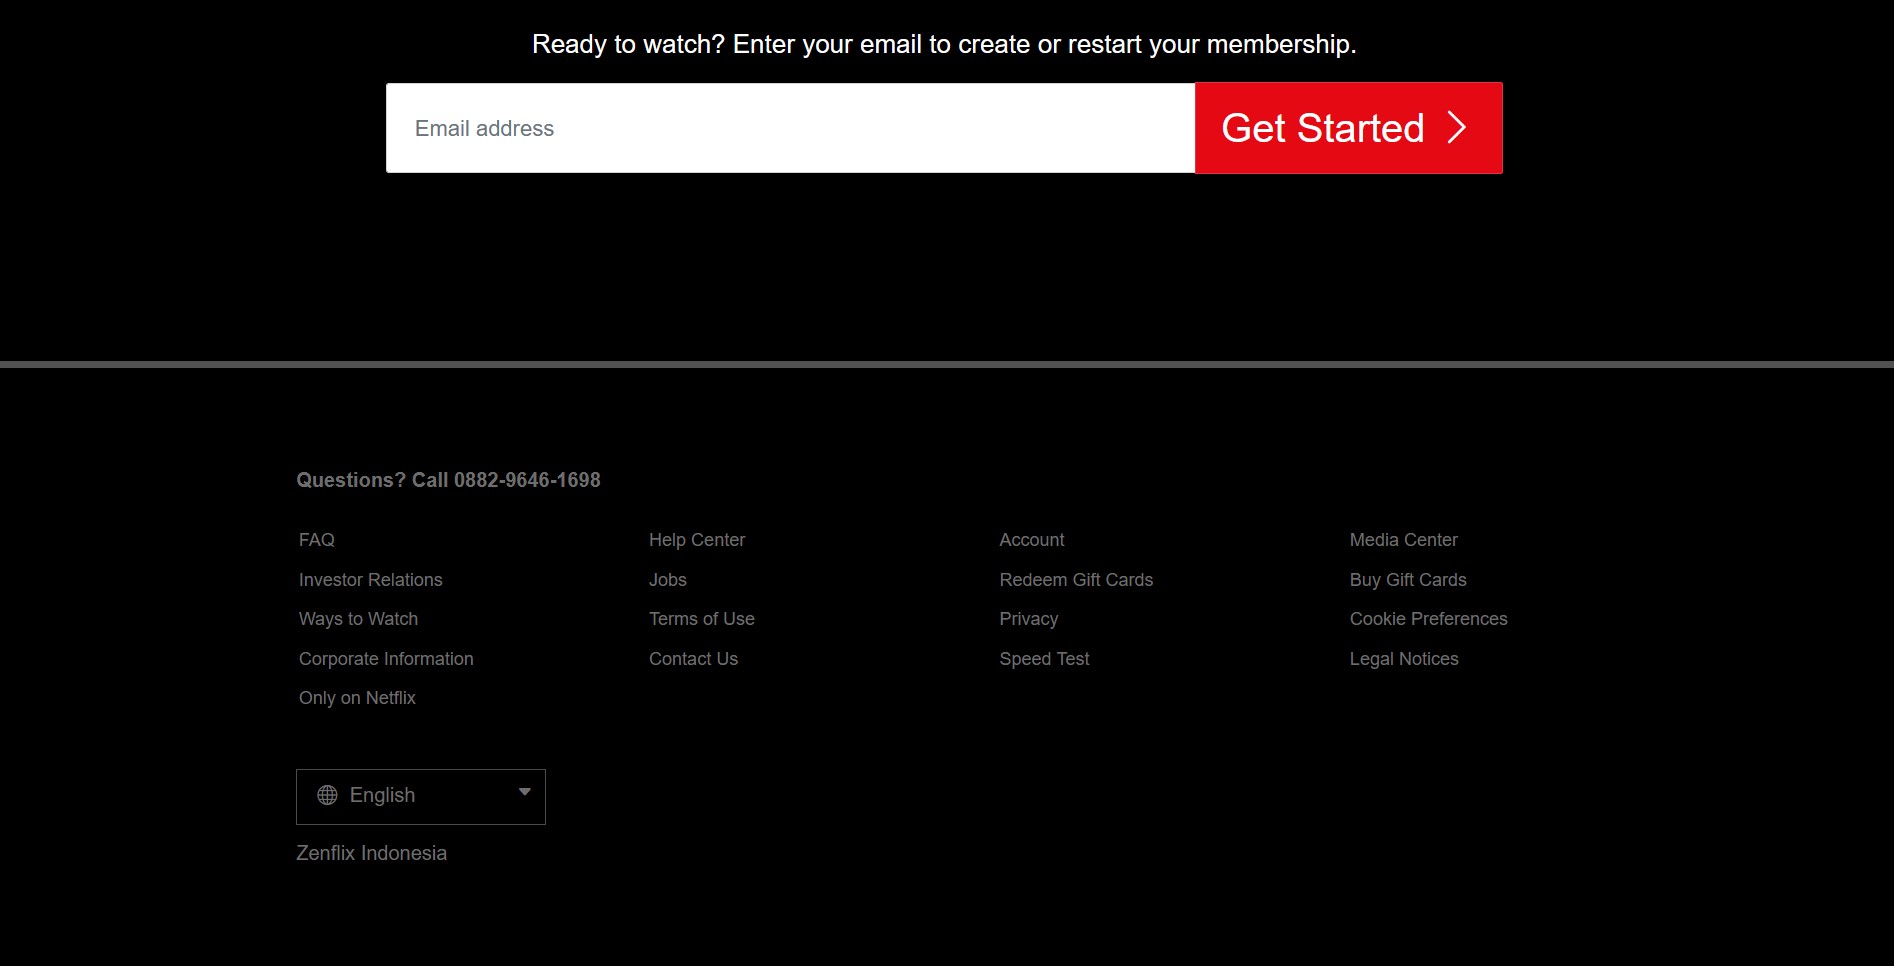 Ready to watch? Enter your email to create or restart your membership.
Email address
Get Started
Questions? Call 0882-9646-1698
FAQ
Help Center
Account
Media Center
Investor Relations
Jobs
Redeem Gift Cards
Buy Gift Cards
Ways to Watch
Terms of Use
Privacy
Cookie Preferences
Corporate Information
Contact Us
Speed Test
Legal Notices
Only on Netflix
English
Zenflix Indonesia